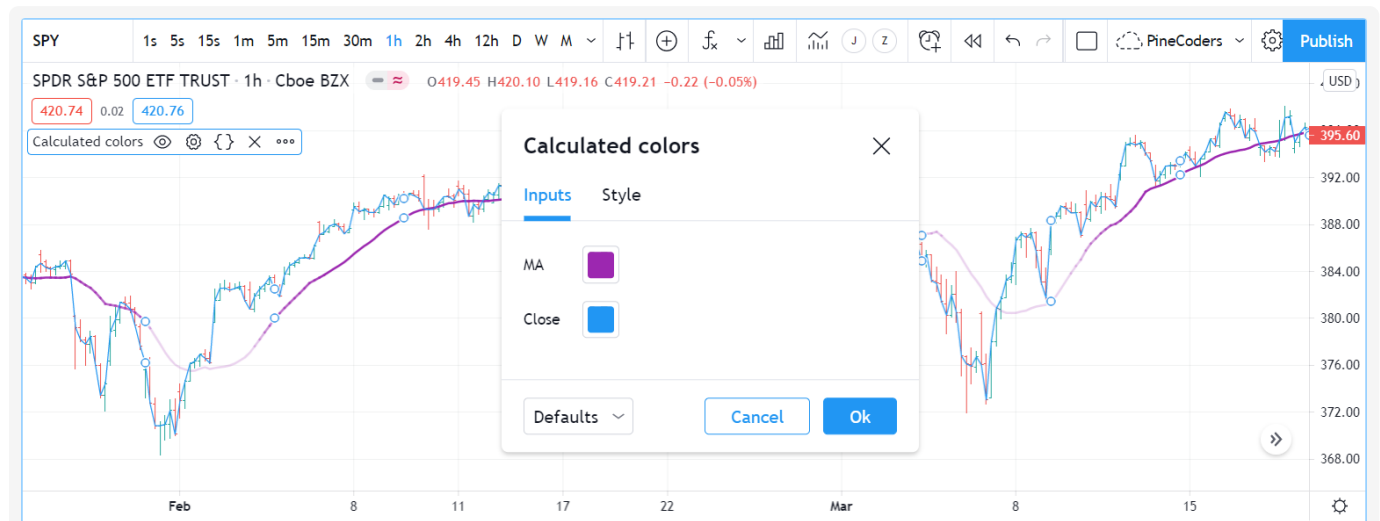 SPY 1s 5s 15s 1m 5m 15m 30m 1h 2h 4h 12h D W M J Z PineCoders Publish
SPDR S&P 500 ETF TRUST · 1h · Cboe BZX O419.45 H420.10 L419.16 C419.21 −0.22 (−0.05%) USD
420.74 0.02 420.76
Calculated colors
Calculated colors
Inputs Style
MA
Close
Defaults Cancel Ok
395.60
392.00
388.00
384.00
380.00
376.00
372.00
368.00
Feb 8 11 17 22 Mar 8 15